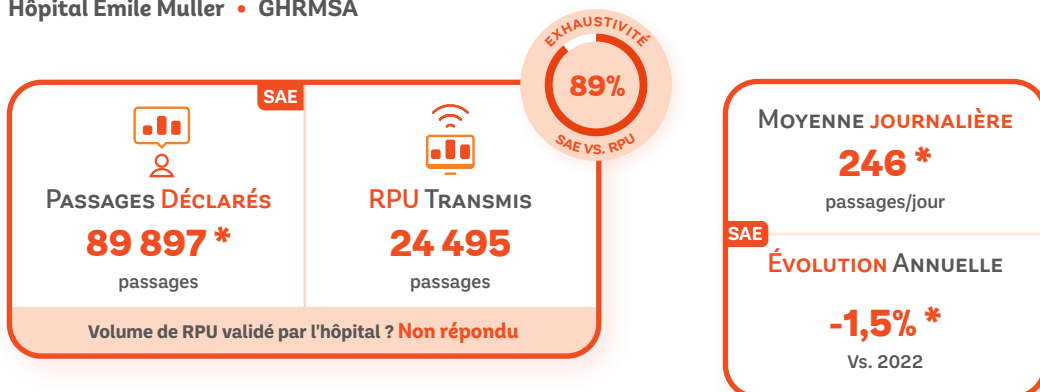 Hôpital Emile Muller • GHRMSA
EXHAUSTIVITÉ
89%
SAE VS. RPU
SAE
PASSAGES DÉCLARÉS
89 897 *
passages
RPU TRANSMIS
24 495
passages
Volume de RPU validé par l'hôpital ? Non répondu
MOYENNE JOURNALIÈRE
246 *
passages/jour
SAE
ÉVOLUTION ANNUELLE
-1,5% *
Vs. 2022